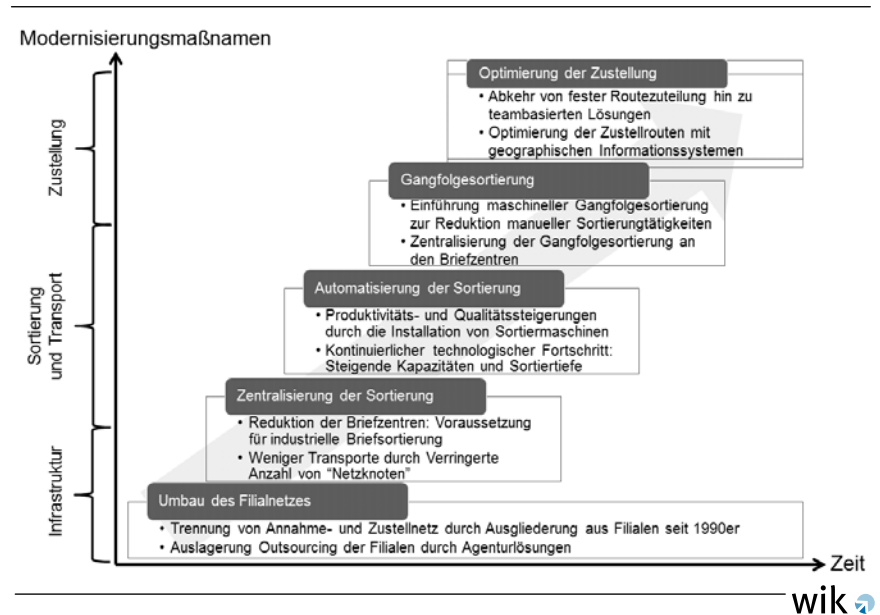 Modernisierungsmaßnamen
Zustellung
Optimierung der Zustellung
• Abkehr von fester Routezuteilung hin zu
teambasierten Lösungen
• Optimierung der Zustellrouten mit
geographischen Informationssystemen
Gangfolgesortierung
• Einführung maschineller Gangfolgesortierung
zur Reduktion manueller Sortierungtätigkeiten
• Zentralisierung der Gangfolgesortierung an
den Briefzentren
Sortierung
und Transport
Automatisierung der Sortierung
• Produktivitäts- und Qualitätssteigerungen
durch die Installation von Sortiermaschinen
• Kontinuierlicher technologischer Fortschritt:
Steigende Kapazitäten und Sortiertiefe
Zentralisierung der Sortierung
• Reduktion der Briefzentren: Voraussetzung
für industrielle Briefsortierung
• Weniger Transporte durch Verringerte
Anzahl von “Netzknoten”
Infrastruktur
Umbau des Filialnetzes
• Trennung von Annahme- und Zustellnetz durch Ausgliederung aus Filialen seit 1990er
• Auslagerung Outsourcing der Filialen durch Agenturlösungen
Zeit
wik